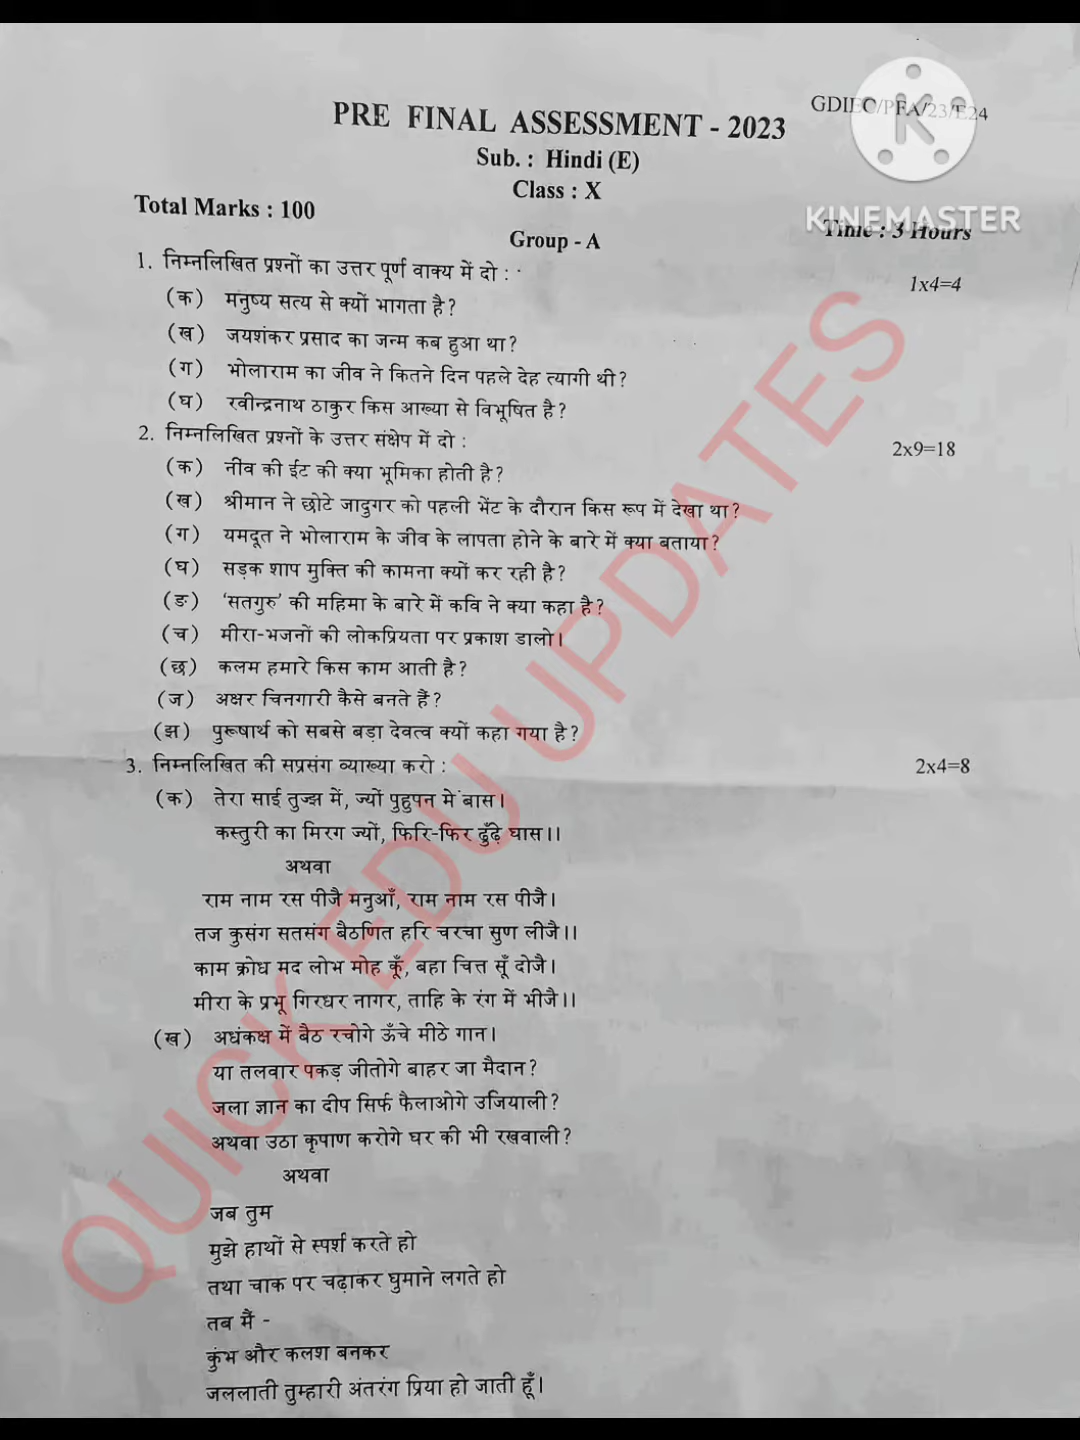 GDIEC/PFA/23/E24
KINEMASTER
PRE FINAL ASSESSMENT - 2023
Sub. : Hindi (E)
Class : X
Total Marks : 100
Time : 3 Hours
Group - A
1. निम्नलिखित प्रश्नों का उत्तर पूर्ण वाक्य में दो : 1x4=4
(क) मनुष्य सत्य से क्यों भागता है?
(ख) जयशंकर प्रसाद का जन्म कब हुआ था?
(ग) भोलाराम का जीव ने कितने दिन पहले देह त्यागी थी?
(घ) रवीन्द्रनाथ ठाकुर किस आख्या से विभूषित है?
2. निम्नलिखित प्रश्नों के उत्तर संक्षेप में दो : 2x9=18
(क) नींव की ईट की क्या भूमिका होती है?
(ख) श्रीमान ने छोटे जादुगर को पहली भेंट के दौरान किस रूप में देखा था?
(ग) यमदूत ने भोलाराम के जीव के लापता होने के बारे में क्या बताया?
(घ) सड़क शाप मुक्ति की कामना क्यों कर रही है?
(ङ) ‘सतगुरु’ की महिमा के बारे में कवि ने क्या कहा है?
(च) मीरा-भजनों की लोकप्रियता पर प्रकाश डालो।
(छ) कलम हमारे किस काम आती है?
(ज) अक्षर चिनगारी कैसे बनते हैं?
(झ) पुरूषार्थ को सबसे बड़ा देवत्व क्यों कहा गया है?
3. निम्नलिखित की सप्रसंग व्याख्या करो : 2x4=8
(क) तेरा साई तुज्झ में, ज्यों पुहुपन में बास।
कस्तुरी का मिरग ज्यों, फिरि-फिर ढुँढ़े घास।।
अथवा
राम नाम रस पीजै मनुआँ, राम नाम रस पीजै।
तज कुसंग सतसंग बैठणित हरि चरचा सुण लीजै।।
काम क्रोध मद लोभ मोह कूँ, बहा चित्त सूँ दोजै।
मीरा के प्रभू गिरधर नागर, ताहि के रंग में भीजै।।
(ख) अधंकक्ष में बैठ रचोगे ऊँचे मीठे गान।
या तलवार पकड़ जीतोगे बाहर जा मैदान?
जला ज्ञान का दीप सिर्फ फैलाओगे उजियाली?
अथवा उठा कृपाण करोगे घर की भी रखवाली?
अथवा
जब तुम
मुझे हाथों से स्पर्श करते हो
तथा चाक पर चढ़ाकर घुमाने लगते हो
तब मैं -
कुंभ और कलश बनकर
जललाती तुम्हारी अंतरंग प्रिया हो जाती हूँ।
QUICK EDU UPDATES